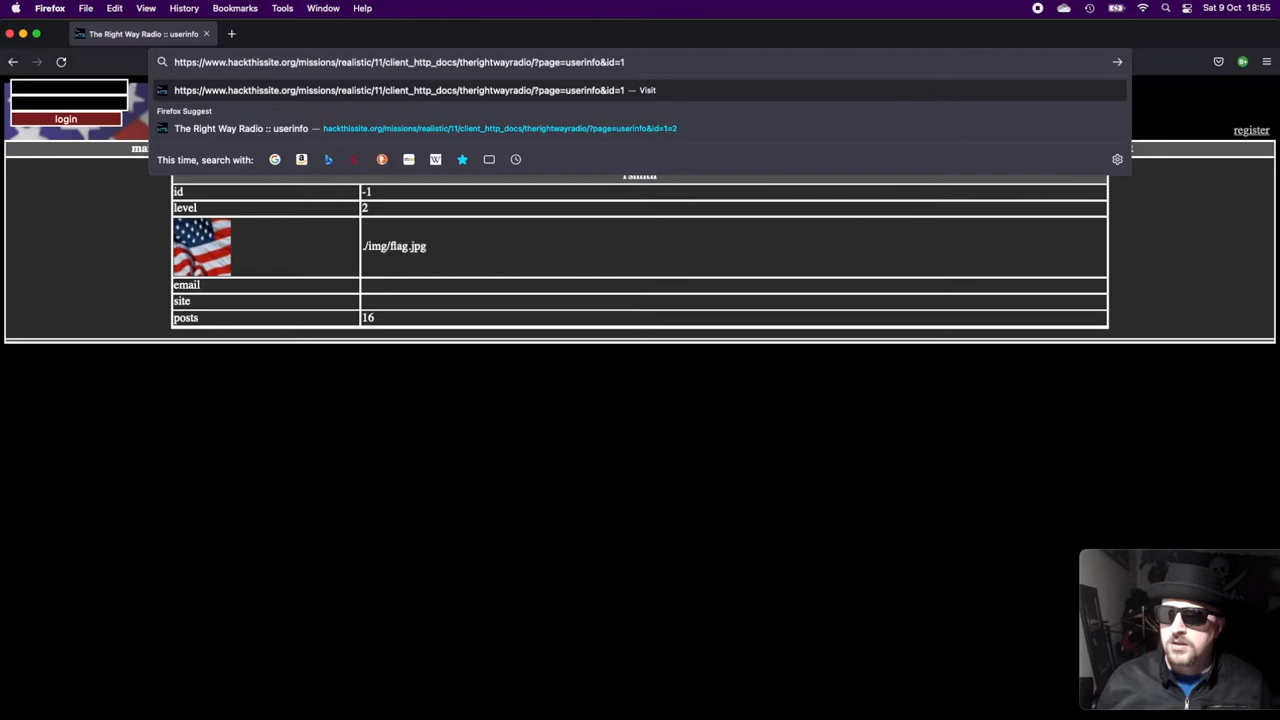 Firefox File Edit View History Bookmarks Tools Window Help Sat 9 Oct 18:55
The Right Way Radio :: userinfo
https://www.hackthissite.org/missions/realistic/11/client_http_docs/therightwayradio/?page=userinfo&id=1
https://www.hackthissite.org/missions/realistic/11/client_http_docs/therightwayradio/?page=userinfo&id=1 — Visit
Firefox Suggest
The Right Way Radio :: userinfo — hackthissite.org/missions/realistic/11/client_http_docs/therightwayradio/?page=userinfo&id=1=2
This time, search with:
login
register
id -1
level 2
./img/flag.jpg
email
site
posts 16